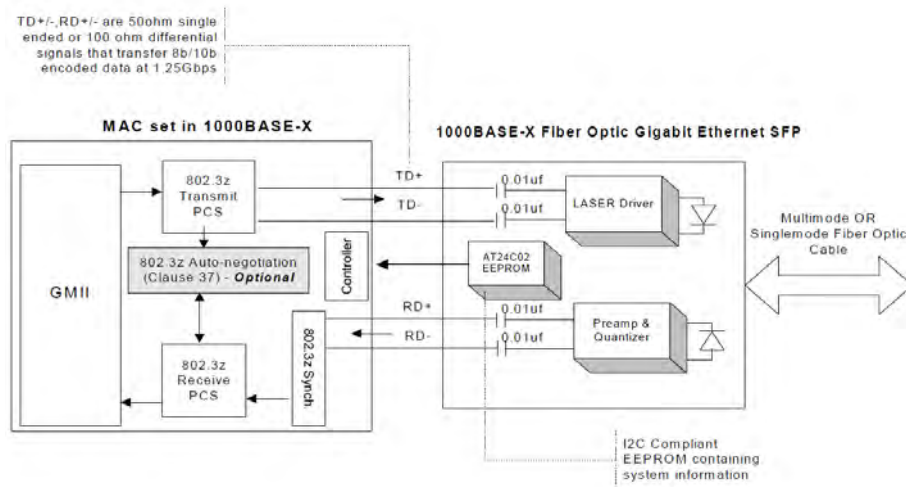 TD+/-,RD+/- are 50ohm single
ended or 100 ohm differential
signals that transfer 8b/10b
encoded data at 1.25Gbps
MAC set in 1000BASE-X
1000BASE-X Fiber Optic Gigabit Ethernet SFP
GMII
802.3z
Transmit
PCS
802.3z Auto-negotiation
(Clause 37) - Optional
802.3z
Receive
PCS
Controller
802.3z Synch.
TD+
TD-
RD+
RD-
0.01uf
0.01uf
LASER Driver
AT24C02
EEPROM
0.01uf
0.01uf
Preamp &
Quantizer
Multimode OR
Singlemode Fiber Optic
Cable
I2C Compliant
EEPROM containing
system information